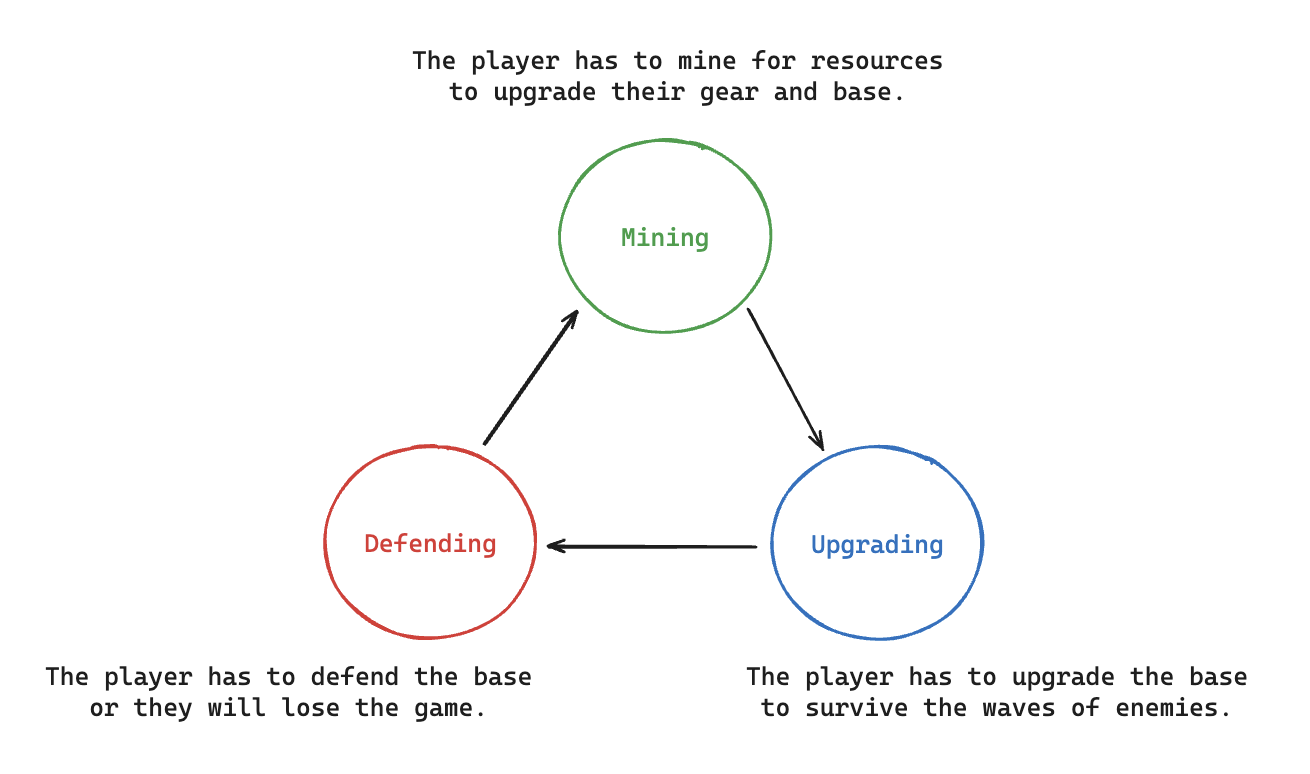 The player has to mine for resources
to upgrade their gear and base.
Mining
Defending
Upgrading
The player has to defend the base
or they will lose the game.
The player has to upgrade the base
to survive the waves of enemies.